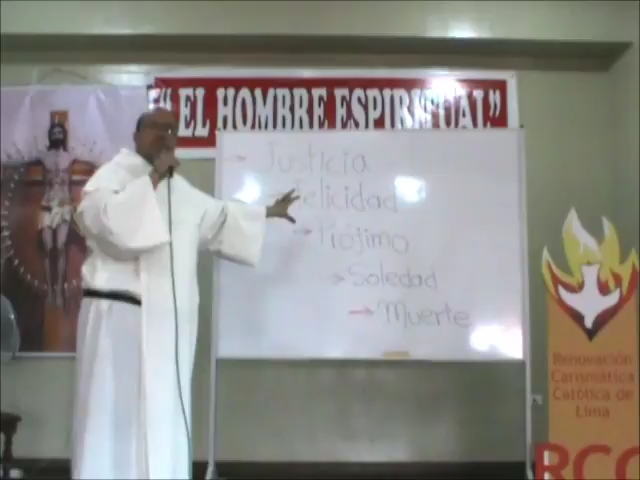 "EL HOMBRE ESPIRITUAL"
→ Justicia
Felicidad
→ Prójimo
→ Soledad
→ Muerte
Renovación
Carismática
Católica de
Lima
RCC